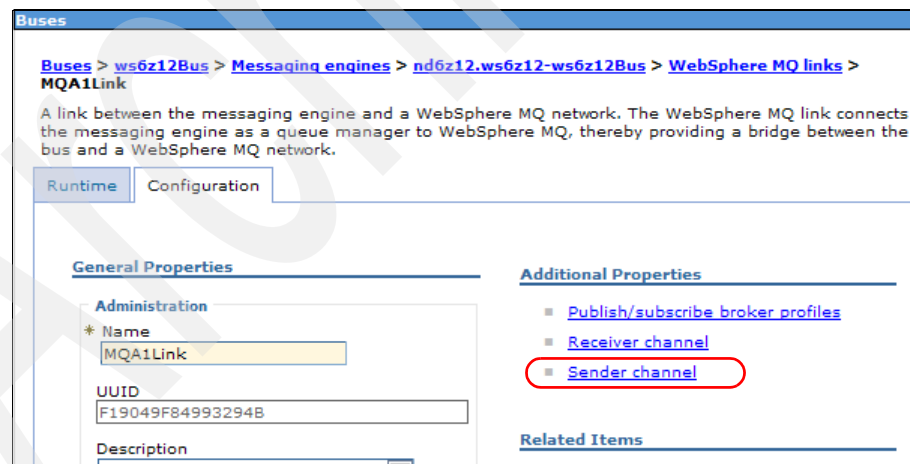 Buses
Buses > ws6z12Bus > Messaging engines > nd6z12.ws6z12-ws6z12Bus > WebSphere MQ links >
MQA1Link
A link between the messaging engine and a WebSphere MQ network. The WebSphere MQ link connects
the messaging engine as a queue manager to WebSphere MQ, thereby providing a bridge between the
bus and a WebSphere MQ network.
Runtime
Configuration
General Properties
Administration
* Name
MQA1Link
UUID
F19049F84993294B
Description
Additional Properties
Publish/subscribe broker profiles
Receiver channel
Sender channel
Related Items